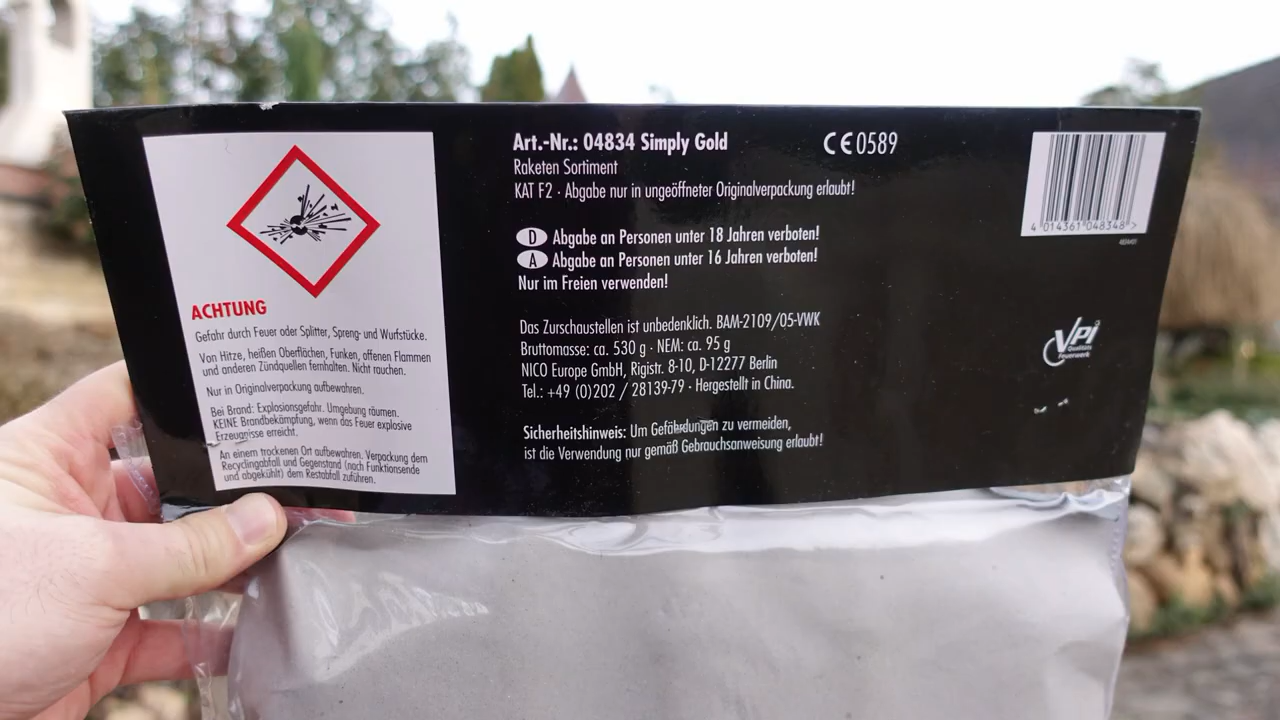 ACHTUNG
Gefahr durch Feuer oder Splitter, Spreng- und Wurfstücke.
Von Hitze, heißen Oberflächen, Funken, offenen Flammen
und anderen Zündquellen fernhalten. Nicht rauchen.
Nur in Originalverpackung aufbewahren.
Bei Brand: Explosionsgefahr. Umgebung räumen.
KEINE Brandbekämpfung, wenn das Feuer explosive
Erzeugnisse erreicht.
An einem trockenen Ort aufbewahren. Verpackung dem
Recyclingabfall und Gegenstand (nach Funktionsende
und abgekühlt) dem Restabfall zuführen.
Art.-Nr.: 04834 Simply Gold
CE0589
Raketen Sortiment
KAT F2 · Abgabe nur in ungeöffneter Originalverpackung erlaubt!
D Abgabe an Personen unter 18 Jahren verboten!
A Abgabe an Personen unter 16 Jahren verboten!
Nur im Freien verwenden!
Das Zurschaustellen ist unbedenklich. BAM-2109/05-VWK
Bruttomasse: ca. 530 g · NEM: ca. 95 g
NICO Europe GmbH, Rigistr. 8-10, D-12277 Berlin
Tel.: +49 (0)202 / 28139-79 · Hergestellt in China.
Sicherheitshinweis: Um Gefährdungen zu vermeiden,
ist die Verwendung nur gemäß Gebrauchsanweisung erlaubt!
4 014361 048348 >
VPI
Qualitäts
Feuerwerk